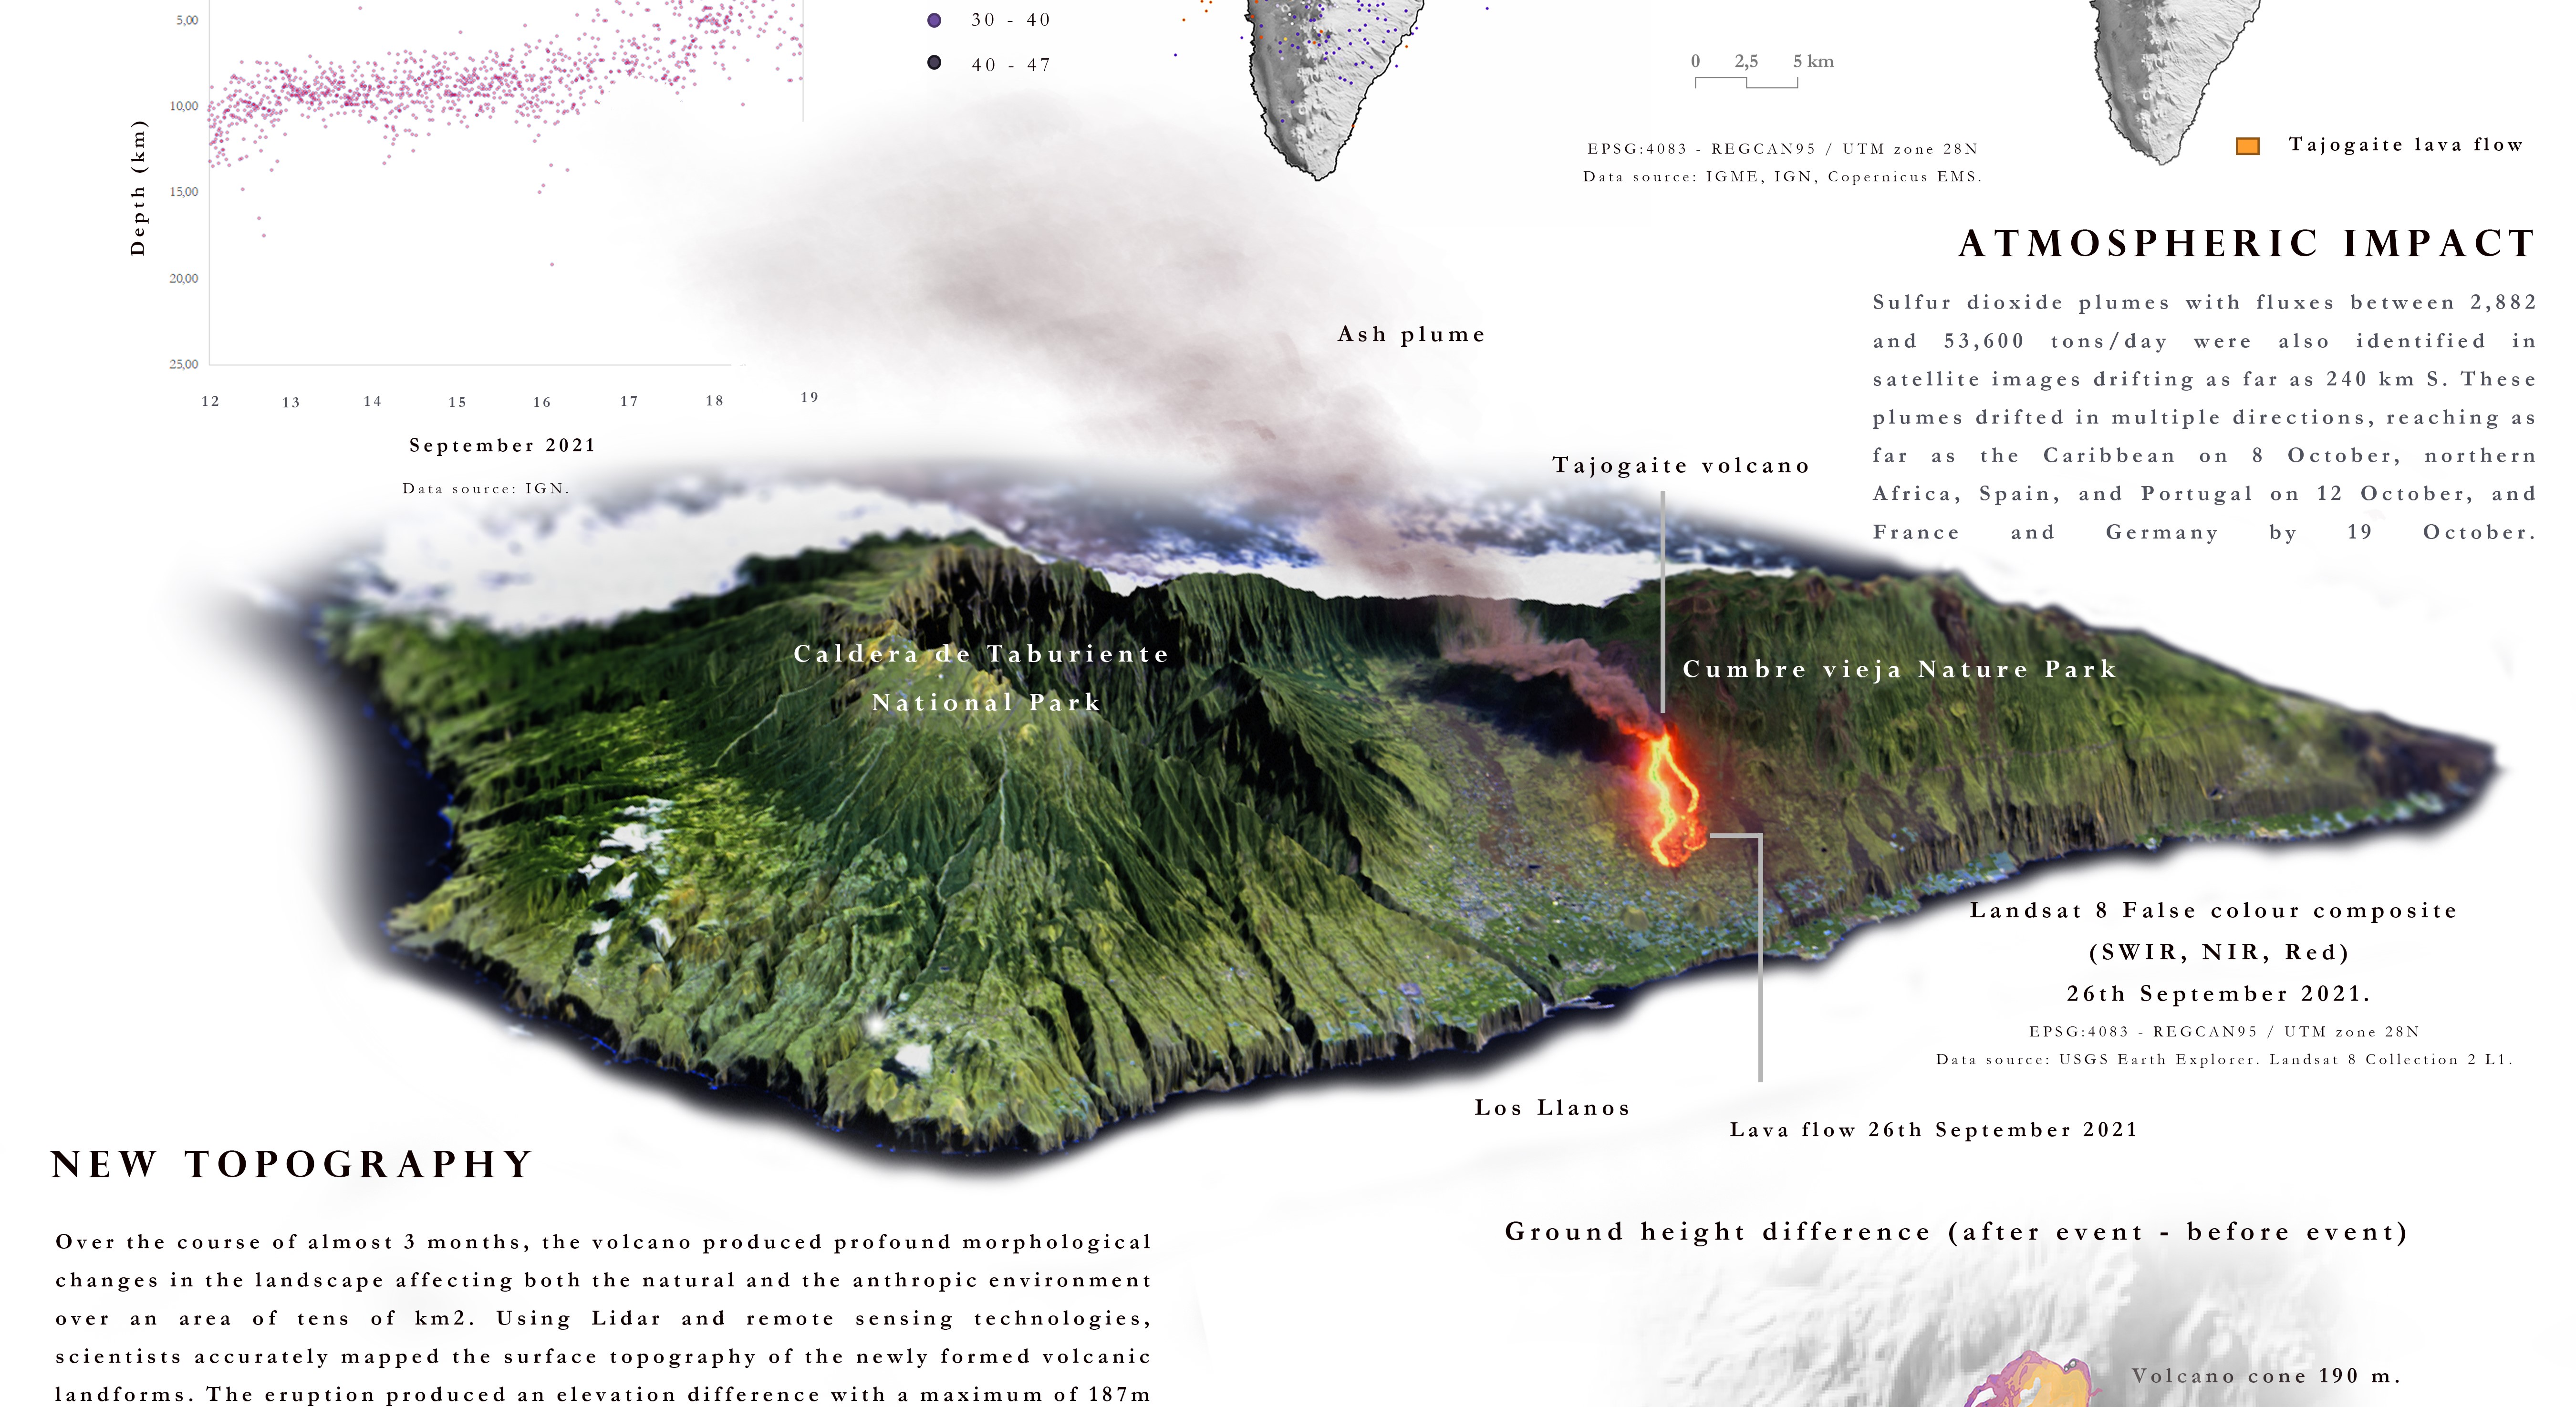 5,00
10,00
15,00
20,00
25,00
Depth (km)
12 13 14 15 16 17 18 19
September 2021
Data source: IGN.
30 - 40
40 - 47
0 2,5 5 km
EPSG:4083 - REGCAN95 / UTM zone 28N
Data source: IGME, IGN, Copernicus EMS.
Tajogaite lava flow
ATMOSPHERIC IMPACT
Sulfur dioxide plumes with fluxes between 2,882
and 53,600 tons/day were also identified in
satellite images drifting as far as 240 km S. These
plumes drifted in multiple directions, reaching as
far as the Caribbean on 8 October, northern
Africa, Spain, and Portugal on 12 October, and
France and Germany by 19 October.
Ash plume
Tajogaite volcano
Caldera de Taburiente
National Park
Cumbre vieja Nature Park
Landsat 8 False colour composite
(SWIR, NIR, Red)
26th September 2021.
EPSG:4083 - REGCAN95 / UTM zone 28N
Data source: USGS Earth Explorer. Landsat 8 Collection 2 L1.
Los Llanos
Lava flow 26th September 2021
NEW TOPOGRAPHY
Over the course of almost 3 months, the volcano produced profound morphological
changes in the landscape affecting both the natural and the anthropic environment
over an area of tens of km2. Using Lidar and remote sensing technologies,
scientists accurately mapped the surface topography of the newly formed volcanic
landforms. The eruption produced an elevation difference with a maximum of 187m
Ground height difference (after event - before event)
Volcano cone 190 m.